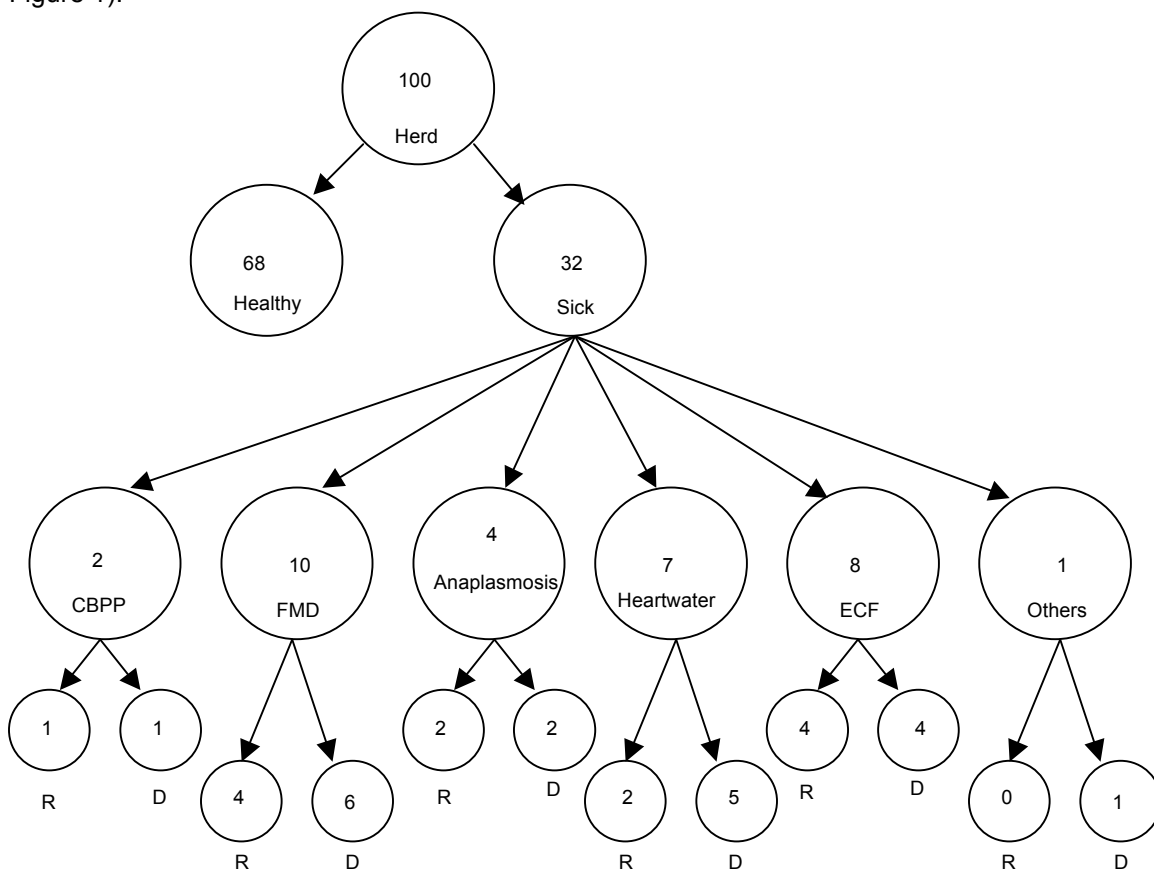 Figure 1).
100
Herd
68
Healthy
32
Sick
2
CBPP
10
FMD
4
Anaplasmosis
7
Heartwater
8
ECF
1
Others
1
R
1
D
4
R
6
D
2
R
2
D
2
R
5
D
4
R
4
D
0
R
1
D